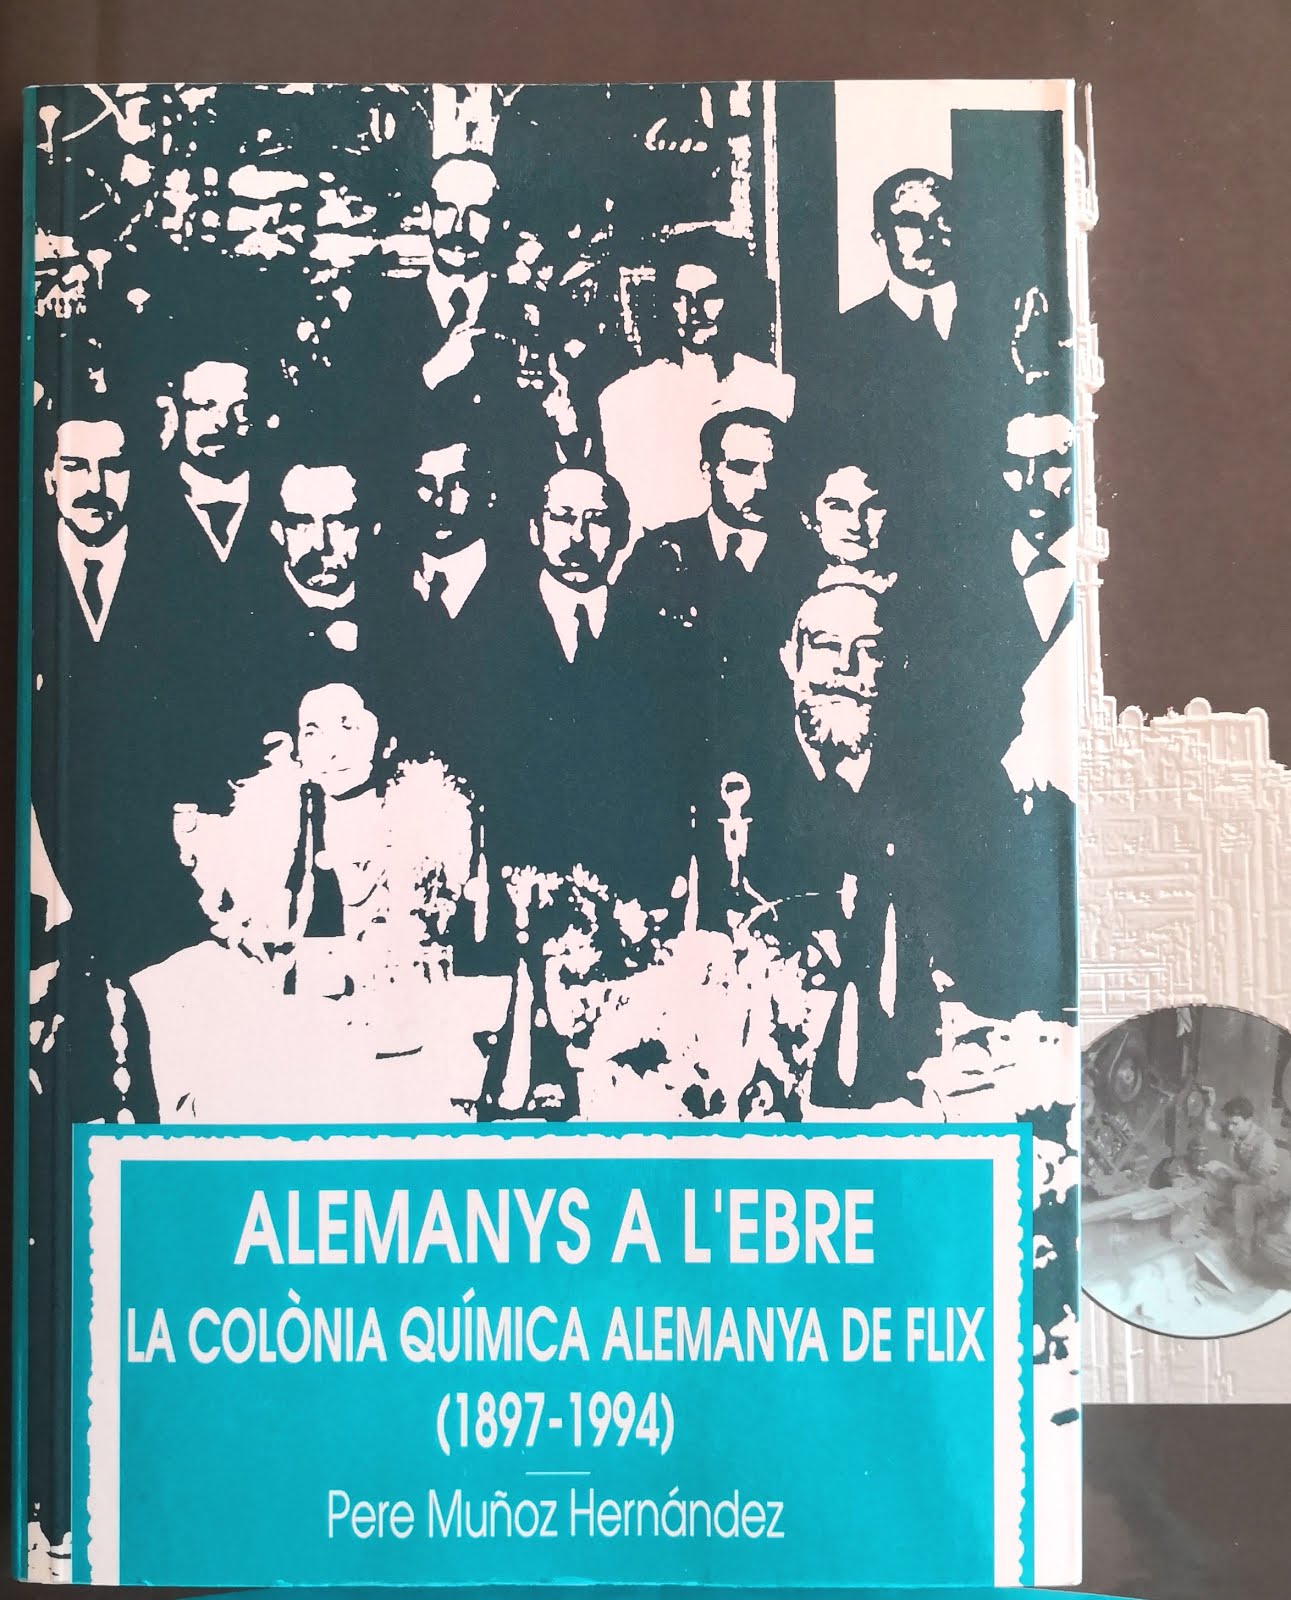 ALEMANYS A L'EBRE
LA COLÒNIA QUÍMICA ALEMANYA DE FLIX
(1897-1994)
Pere Muñoz Hernández